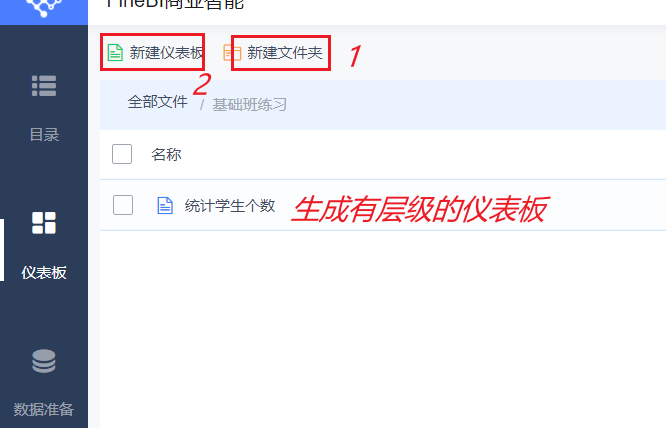 FineBI商业智能
新建仪表板 新建文件夹 1
2
全部文件 / 基础班练习
目录
名称
统计学生个数 生成有层级的仪表板
仪表板
数据准备